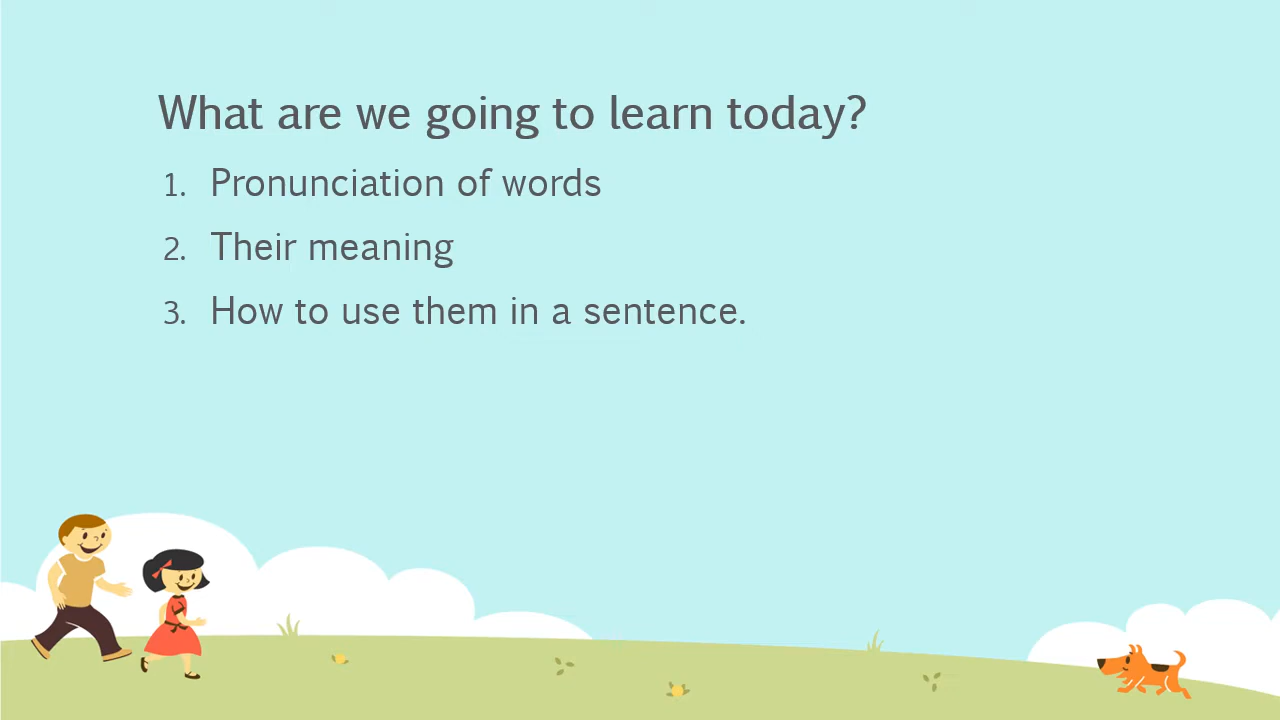 What are we going to learn today?
1. Pronunciation of words
2. Their meaning
3. How to use them in a sentence.